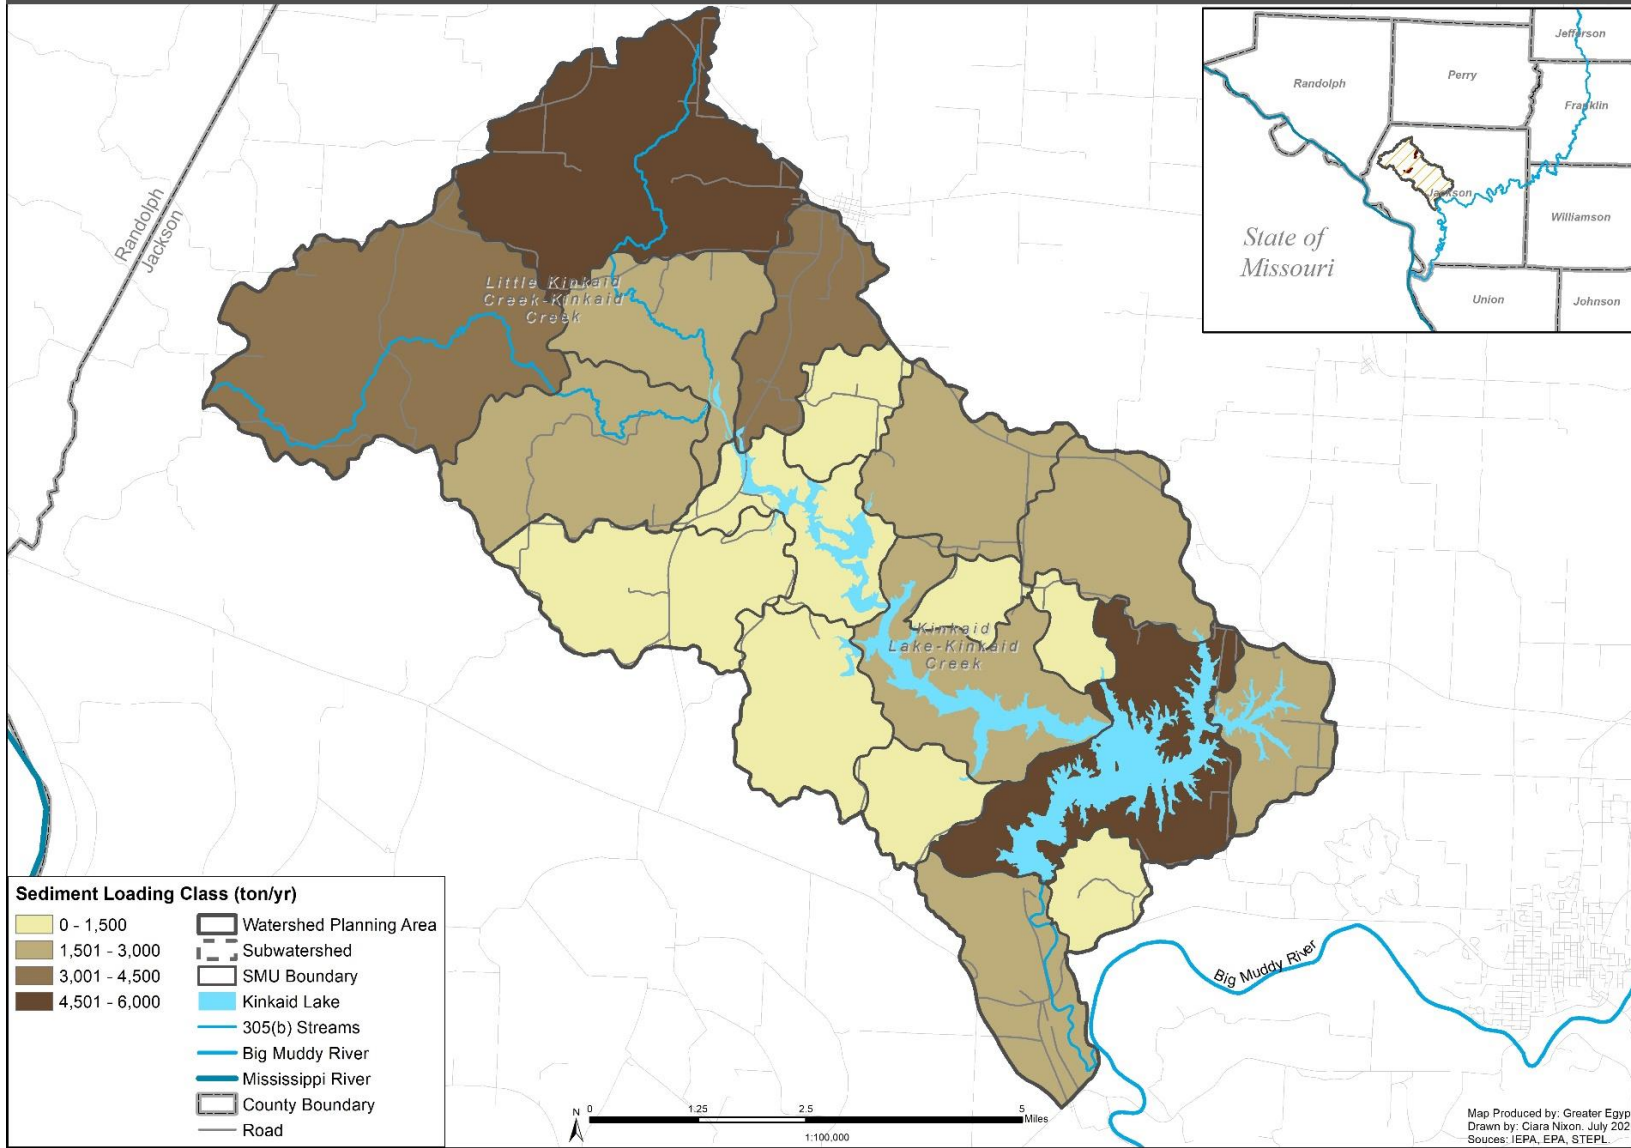 Jefferson
Randolph
Perry
Franklin
Jackson
Williamson
State of
Missouri
Union
Johnson
Randolph
Jackson
Little Kinkaid
Creek-Kinkaid
Creek
Kinkaid
Lake-Kinkaid
Creek
Big Muddy River
Sediment Loading Class (ton/yr)
0 - 1,500
1,501 - 3,000
3,001 - 4,500
4,501 - 6,000
Watershed Planning Area
Subwatershed
SMU Boundary
Kinkaid Lake
305(b) Streams
Big Muddy River
Mississippi River
County Boundary
Road
N
0 1.25 2.5 5
Miles
1:100,000
Map Produced by: Greater Egyp
Drawn by: Ciara Nixon. July 202
Souces: IEPA, EPA, STEPL.